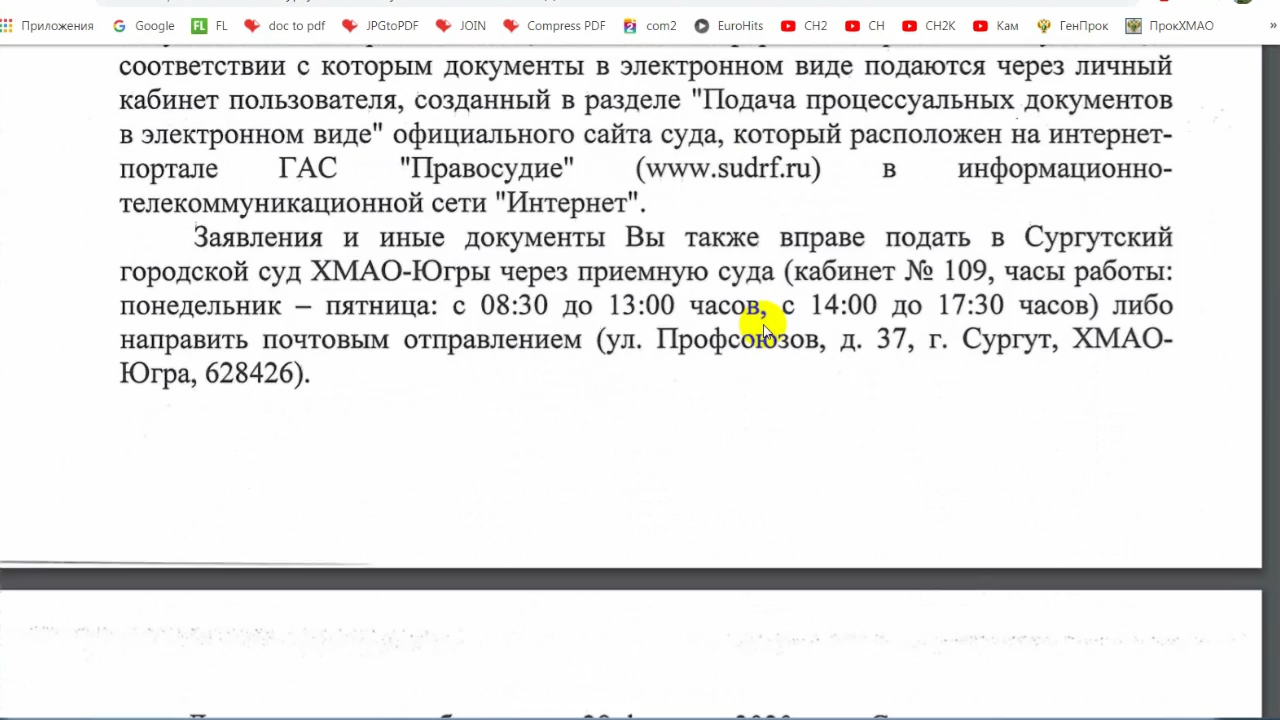 Приложения Google FL FL doc to pdf JPGtoPDF JOIN Compress PDF 2 com2 EuroHits CH2 CH CH2K Кам ГенПрок ПрокХМАО »
соответствии с которым документы в электронном виде подаются через личный
кабинет пользователя, созданный в разделе "Подача процессуальных документов
в электронном виде" официального сайта суда, который расположен на интернет-
портале ГАС "Правосудие" (www.sudrf.ru) в информационно-
телекоммуникационной сети "Интернет".
Заявления и иные документы Вы также вправе подать в Сургутский
городской суд ХМАО-Югры через приемную суда (кабинет № 109, часы работы:
понедельник – пятница: с 08:30 до 13:00 часов, с 14:00 до 17:30 часов) либо
направить почтовым отправлением (ул. Профсоюзов, д. 37, г. Сургут, ХМАО-
Югра, 628426).